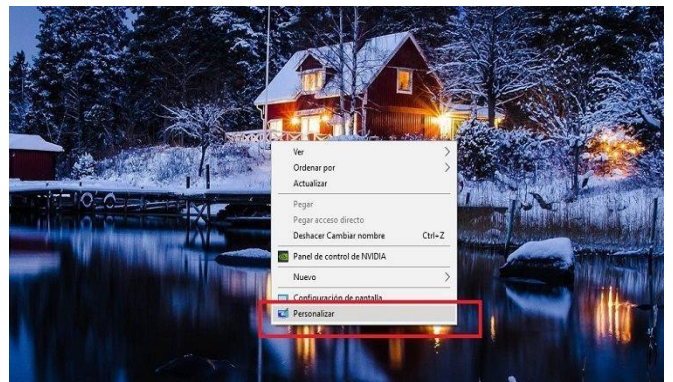 Ver
Ordenar por
Actualizar
Pegar
Pegar acceso directo
Deshacer Cambiar nombre Ctrl+Z
Panel de control de NVIDIA
Nuevo
Configuración de pantalla
Personalizar